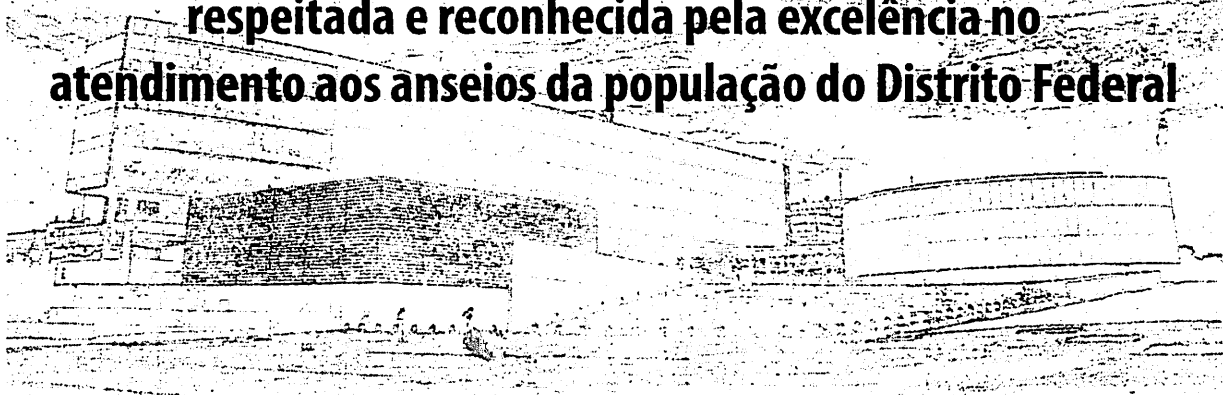 respeitada e reconhecida pela excelência no
atendimento aos anseios da população do Distrito Federal